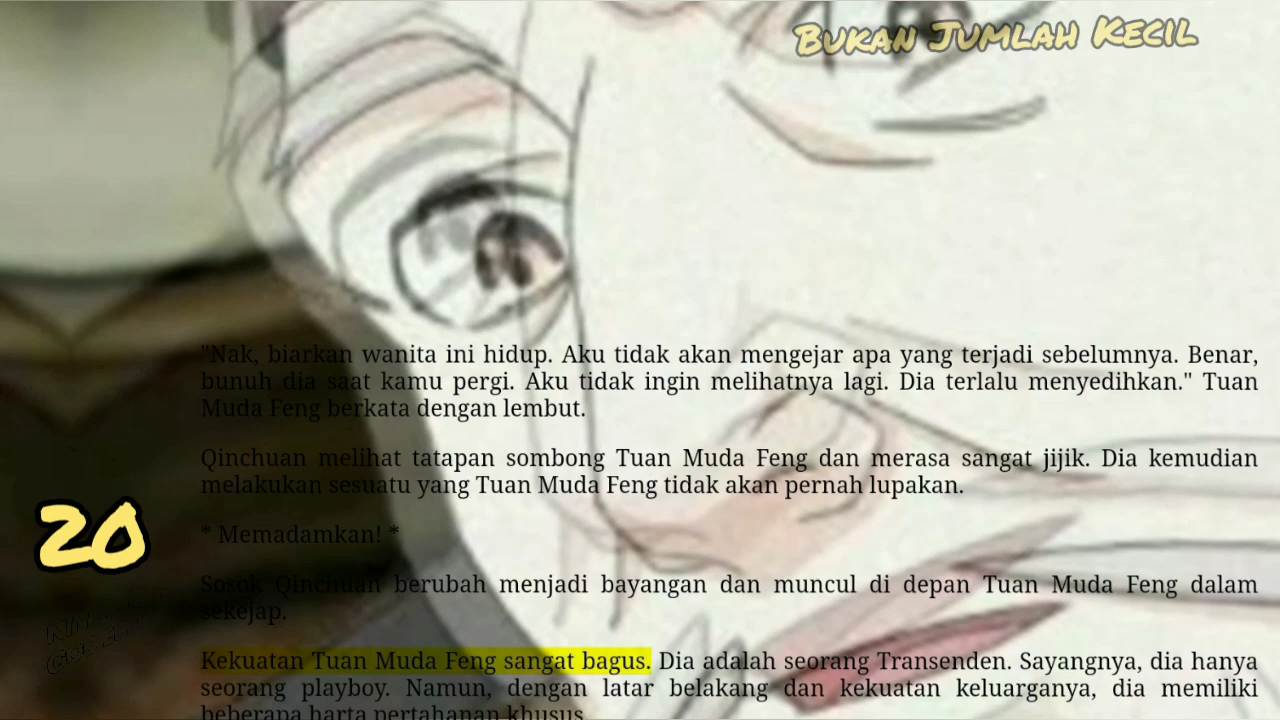 Bukan Jumlah Kecil
"Nak, biarkan wanita ini hidup. Aku tidak akan mengejar apa yang terjadi sebelumnya. Benar,
bunuh dia saat kamu pergi. Aku tidak ingin melihatnya lagi. Dia terlalu menyedihkan." Tuan
Muda Feng berkata dengan lembut.
Qinchuan melihat tatapan sombong Tuan Muda Feng dan merasa sangat jijik. Dia kemudian
melakukan sesuatu yang Tuan Muda Feng tidak akan pernah lupakan.
* Memadamkan! *
20
Sosok Qinchuan berubah menjadi bayangan dan muncul di depan Tuan Muda Feng dalam
sekejap.
Kekuatan Tuan Muda Feng sangat bagus. Dia adalah seorang Transenden. Sayangnya, dia hanya
seorang playboy. Namun, dengan latar belakang dan kekuatan keluarganya, dia memiliki
beberapa harta pertahanan khusus.